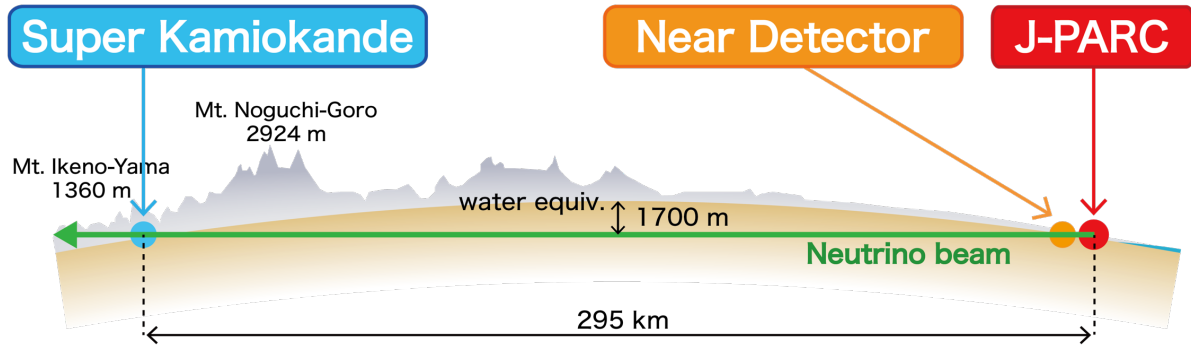 Super Kamiokande
Near Detector
J-PARC
Mt. Noguchi-Goro
2924 m
Mt. Ikeno-Yama
1360 m
water equiv.
1700 m
Neutrino beam
295 km